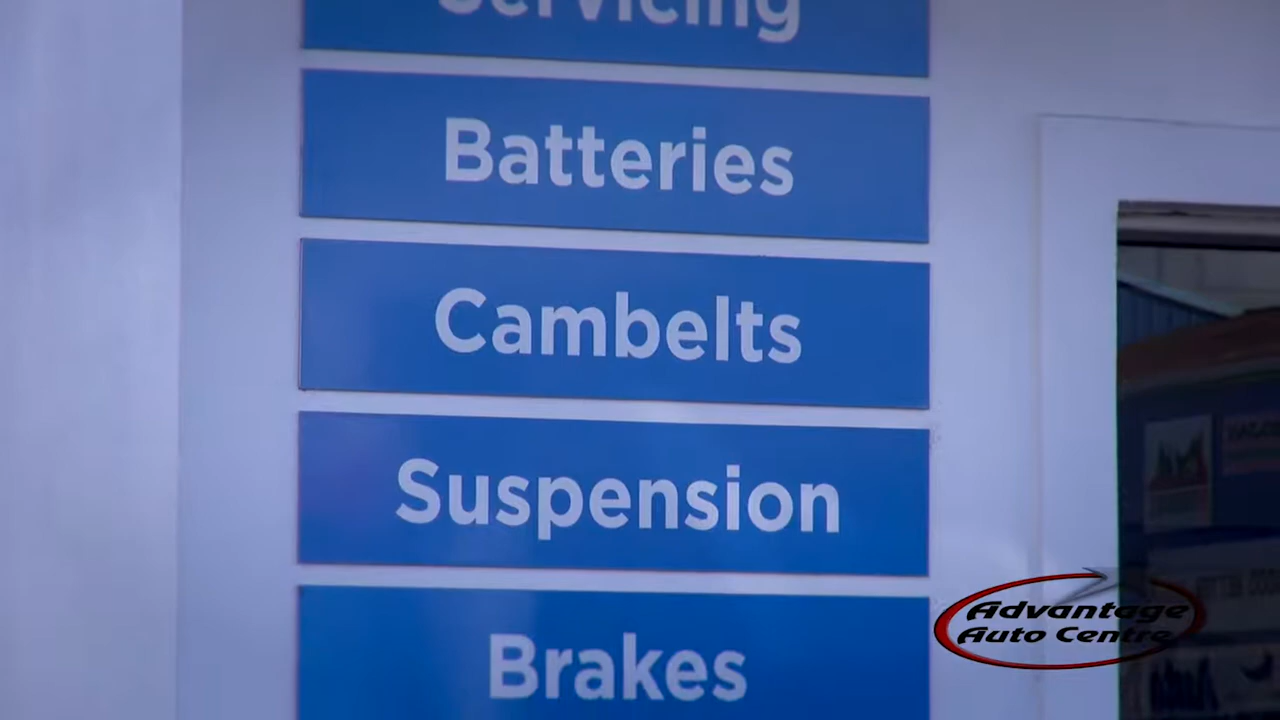 Servicing
Batteries
Cambelts
Suspension
Brakes
Advantage
Auto Centre